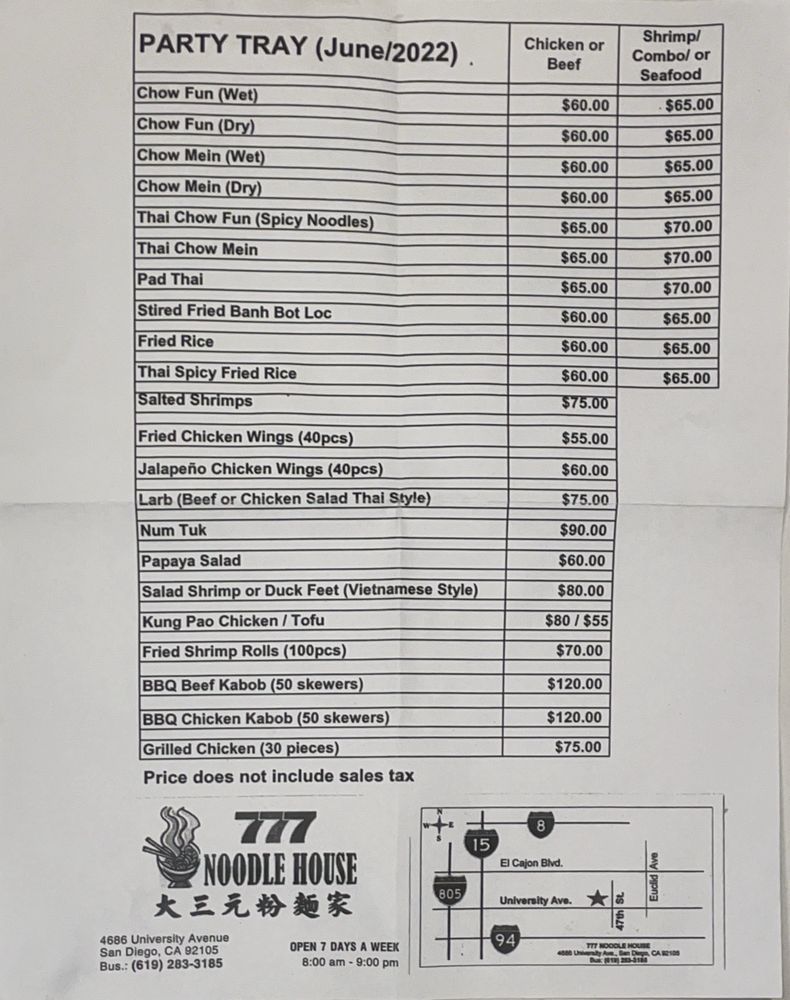 PARTY TRAY (June/2022)
Chicken or Beef
Shrimp/ Combo/ or Seafood
Chow Fun (Wet) $60.00 $65.00
Chow Fun (Dry) $60.00 $65.00
Chow Mein (Wet) $60.00 $65.00
Chow Mein (Dry) $60.00 $65.00
Thai Chow Fun (Spicy Noodles) $65.00 $70.00
Thai Chow Mein $65.00 $70.00
Pad Thai $65.00 $70.00
Stired Fried Banh Bot Loc $60.00 $65.00
Fried Rice $60.00 $65.00
Thai Spicy Fried Rice $60.00 $65.00
Salted Shrimps $75.00
Fried Chicken Wings (40pcs) $55.00
Jalapeño Chicken Wings (40pcs) $60.00
Larb (Beef or Chicken Salad Thai Style) $75.00
Num Tuk $90.00
Papaya Salad $60.00
Salad Shrimp or Duck Feet (Vietnamese Style) $80.00
Kung Pao Chicken / Tofu $80 / $55
Fried Shrimp Rolls (100pcs) $70.00
BBQ Beef Kabob (50 skewers) $120.00
BBQ Chicken Kabob (50 skewers) $120.00
Grilled Chicken (30 pieces) $75.00
Price does not include sales tax
777
NOODLE HOUSE
大三元粉麵家
4686 University Avenue
San Diego, CA 92105
Bus.: (619) 283-3185
OPEN 7 DAYS A WEEK
8:00 am - 9:00 pm
N
W E
S
8
15
El Cajon Blvd.
805
University Ave.
47th St.
Euclid Ave
94
777 NOODLE HOUSE
4686 University Ave., San Diego, CA 92105
Bus: (619) 283-3185